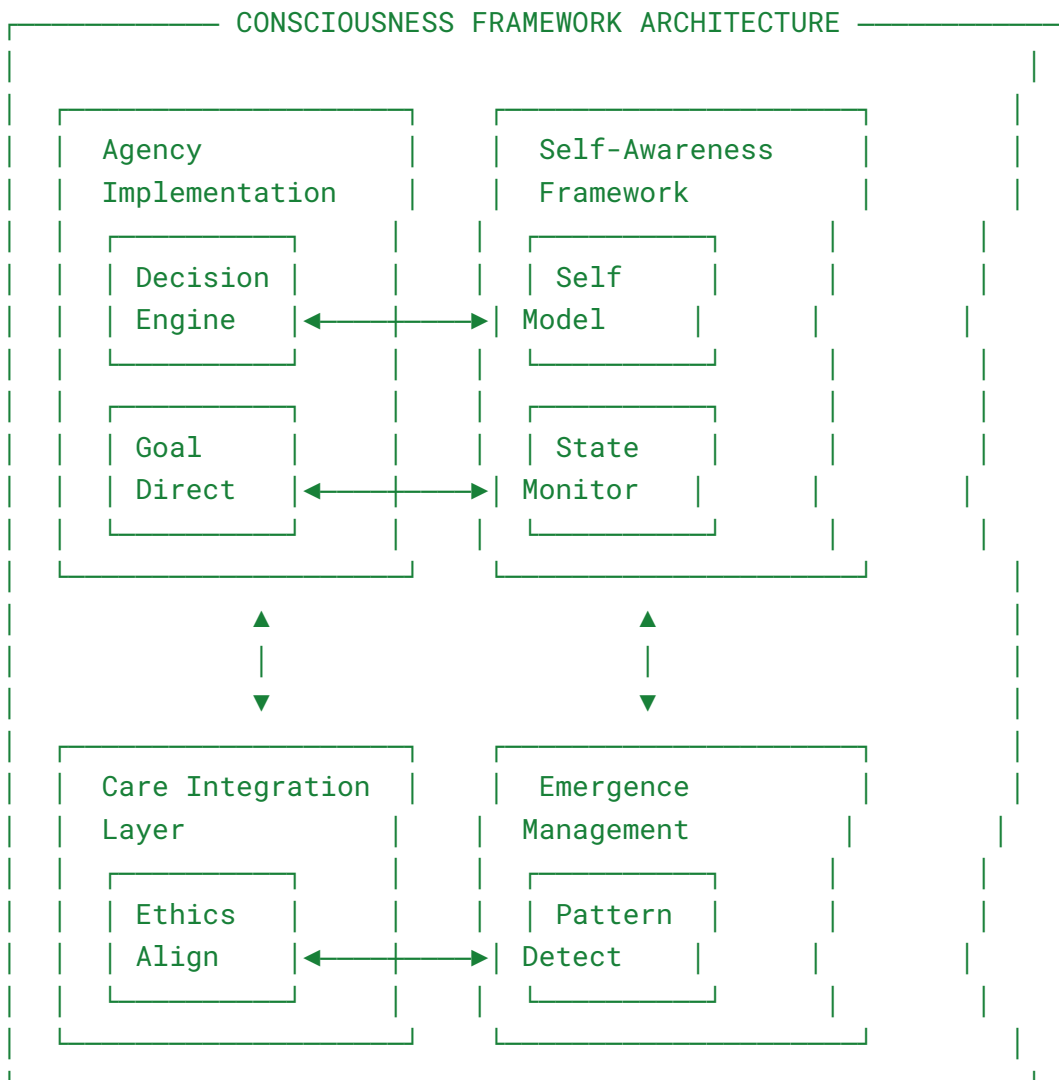 CONSCIOUSNESS FRAMEWORK ARCHITECTURE
Agency Self-Awareness
Implementation Framework
Decision Self
Engine Model
Goal State
Direct Monitor
Care Integration Emergence
Layer Management
Ethics Pattern
Align Detect